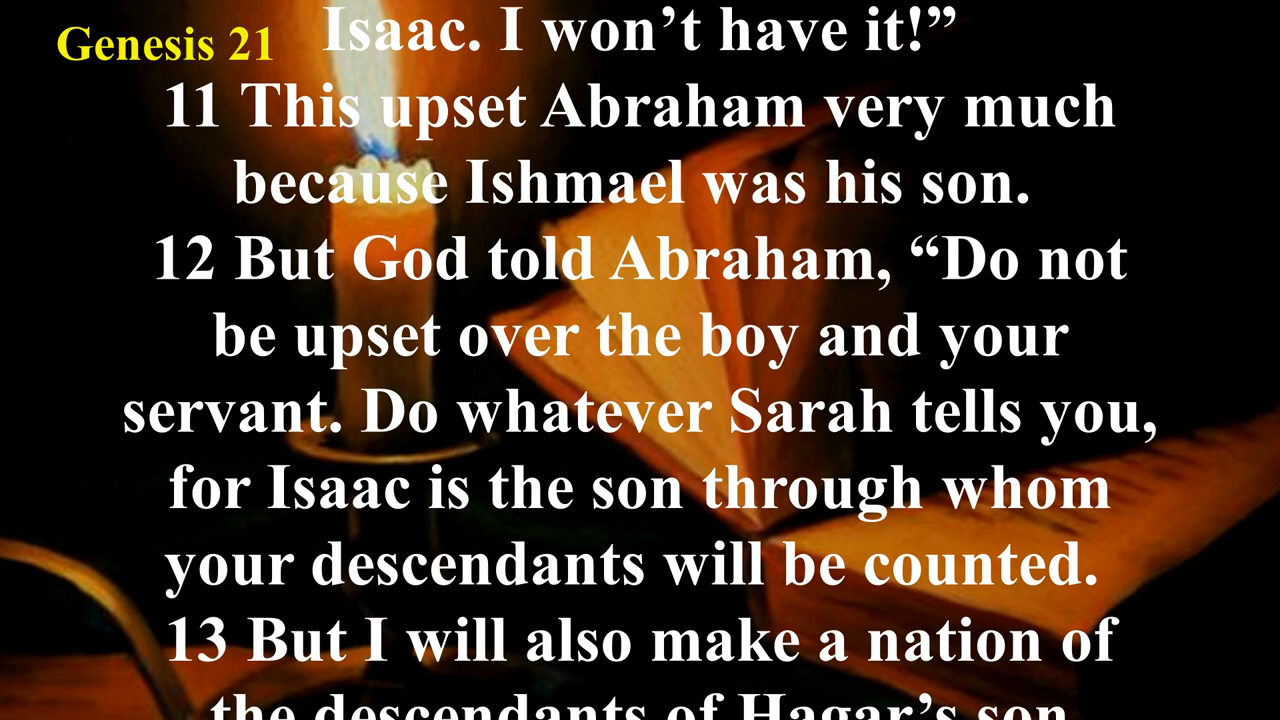 Genesis 21
Isaac. I won’t have it!”
11 This upset Abraham very much
because Ishmael was his son.
12 But God told Abraham, “Do not
be upset over the boy and your
servant. Do whatever Sarah tells you,
for Isaac is the son through whom
your descendants will be counted.
13 But I will also make a nation of
the descendants of Hagar’s son